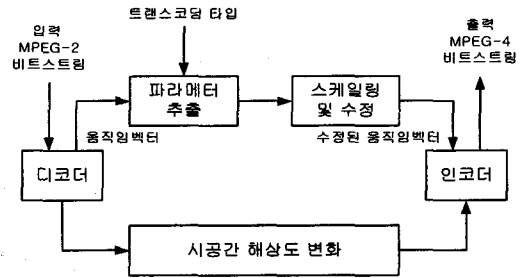 입력
MPEG-2
비트스트림
트랜스코딩 타입
출력
MPEG-4
비트스트링
파라메터
추출
스케일링
및 수정
움직임벡터
수정된 움직임벡터
디코더
인코더
시공간 해상도 변화